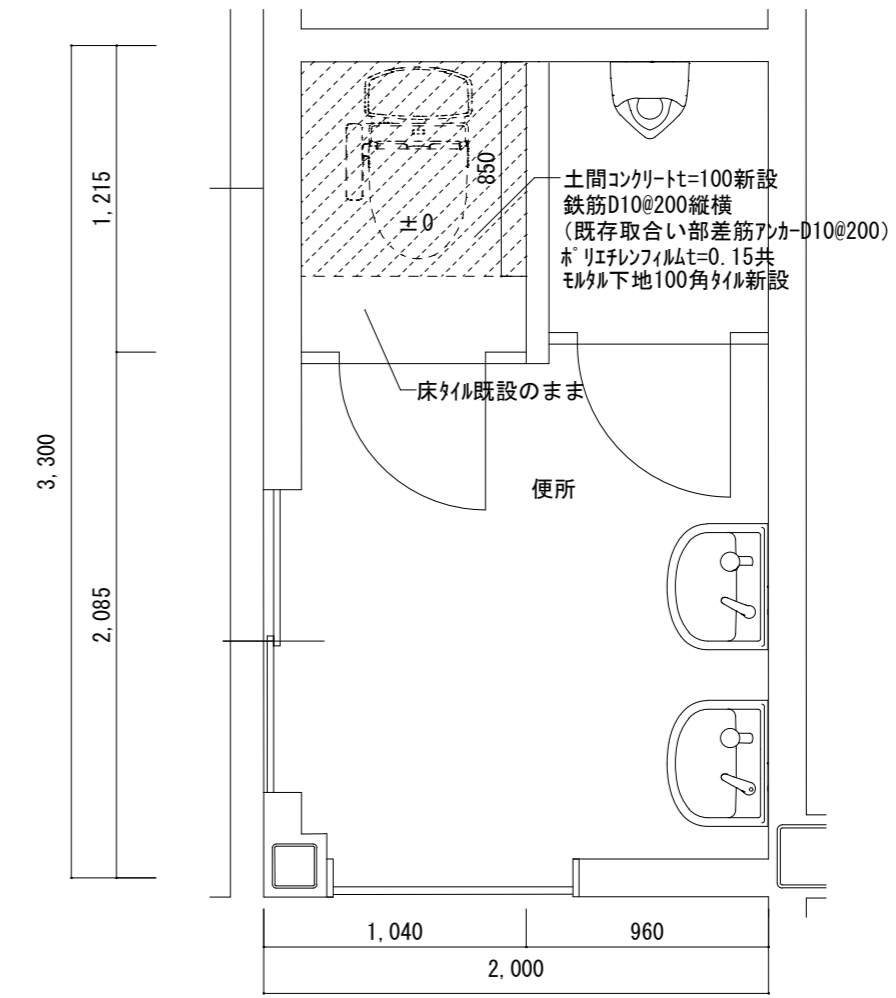 1,215
850
土間ｺﾝｸﾘｰﾄt=100新設
鉄筋D10@200縦横
（既存取合い部差筋ｱﾝｶｰD10@200）
ﾎﾟﾘｴﾁﾚﾝﾌｨﾙﾑt=0.15共
ﾓﾙﾀﾙ下地100角ﾀｲﾙ新設
±0
床ﾀｲﾙ既設のまま
3,300
便所
2,085
1,040
960
2,000